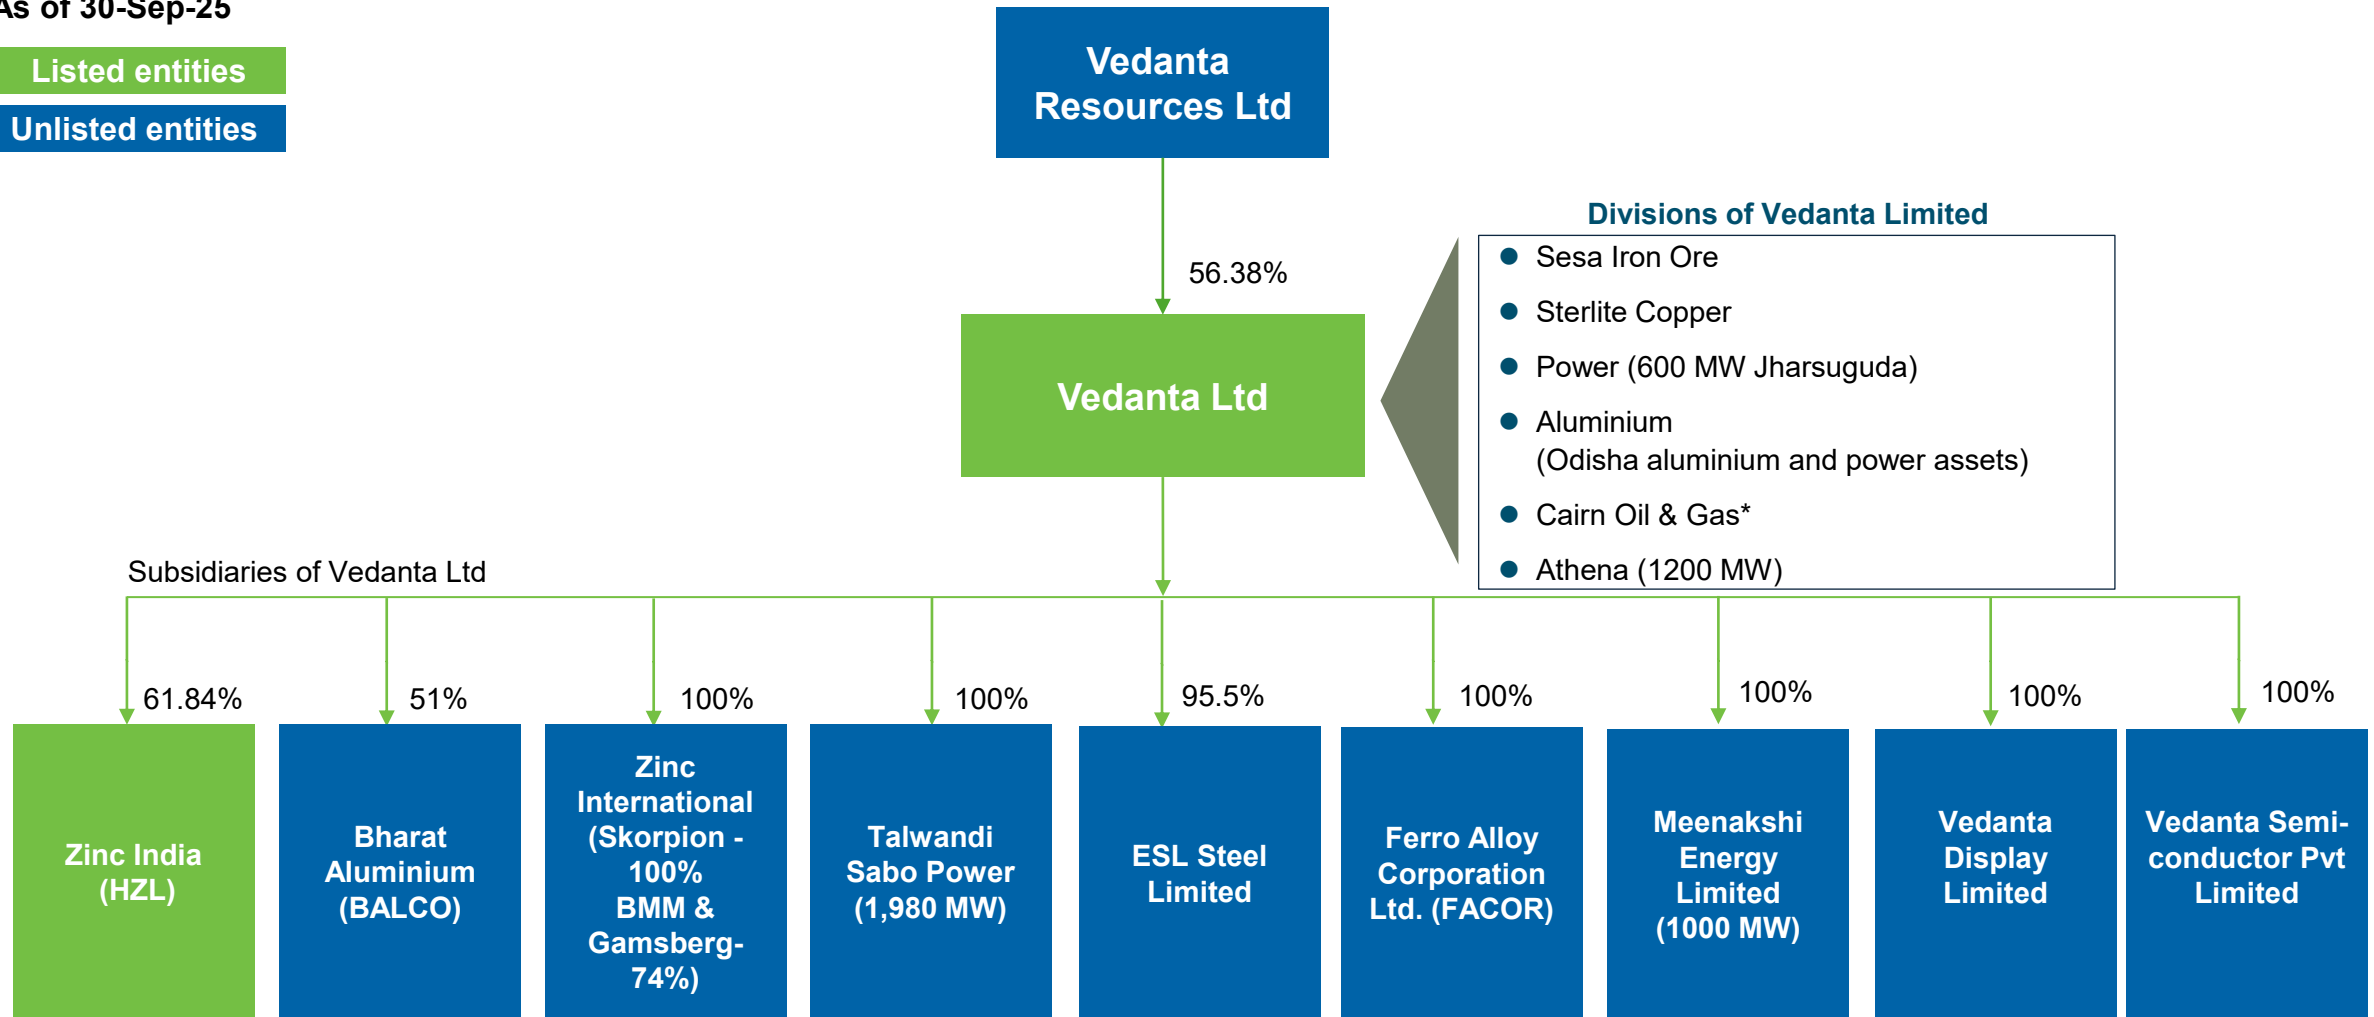 As of 30-Sep-25
Listed entities
Unlisted entities
Vedanta
Resources Ltd
56.38%
Vedanta Ltd
Divisions of Vedanta Limited
Sesa Iron Ore
Sterlite Copper
Power (600 MW Jharsuguda)
Aluminium
(Odisha aluminium and power assets)
Cairn Oil & Gas*
Athena (1200 MW)
Subsidiaries of Vedanta Ltd
61.84%
51%
100%
100%
95.5%
100%
100%
100%
100%
Zinc India
(HZL)
Bharat
Aluminium
(BALCO)
Zinc
International
(Skorpion -
100%
BMM &
Gamsberg-
74%)
Talwandi
Sabo Power
(1,980 MW)
ESL Steel
Limited
Ferro Alloy
Corporation
Ltd. (FACOR)
Meenakshi
Energy
Limited
(1000 MW)
Vedanta
Display
Limited
Vedanta Semi-
conductor Pvt
Limited